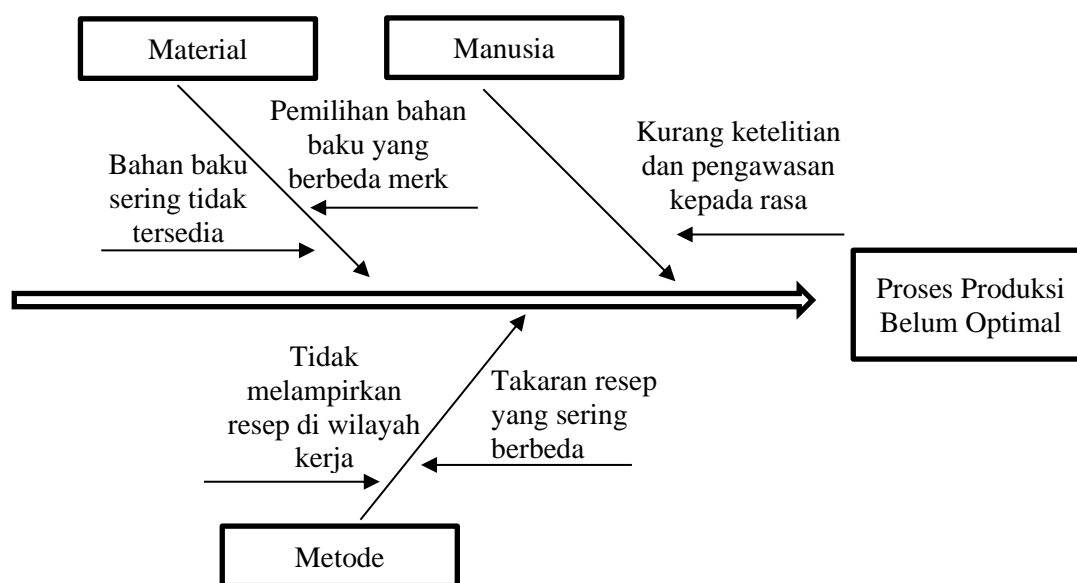 Material
Manusia
Pemilihan bahan
baku yang
berbeda merk
Bahan baku
sering tidak
tersedia
Kurang ketelitian
dan pengawasan
kepada rasa
Proses Produksi
Belum Optimal
Tidak
melampirkan
resep di wilayah
kerja
Takaran resep
yang sering
berbeda
Metode